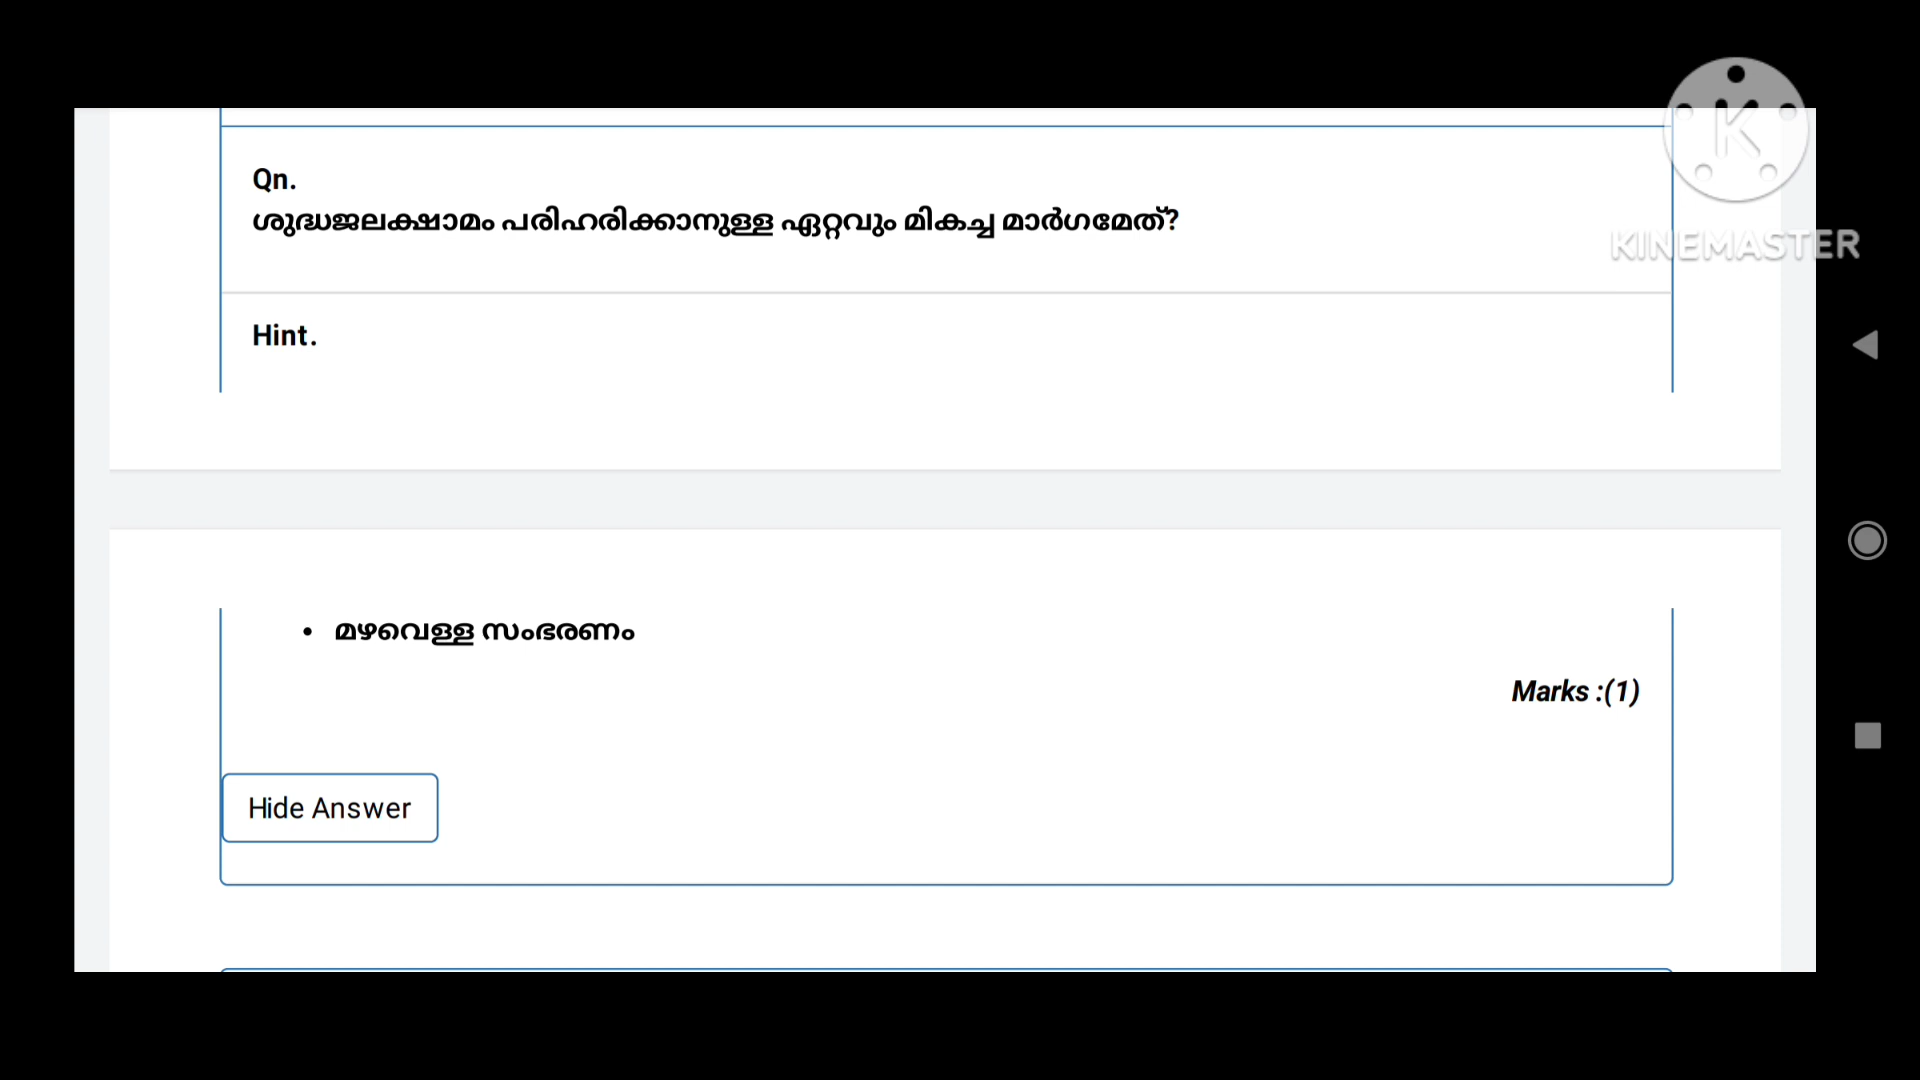 Qn.
ശുദ്ധജലക്ഷാമം പരിഹരിക്കാനുള്ള ഏറ്റവും മികച്ച മാർഗമേത്?
Hint.
• മഴവെള്ള സംഭരണം
Marks :(1)
Hide Answer
K
KINEMASTER